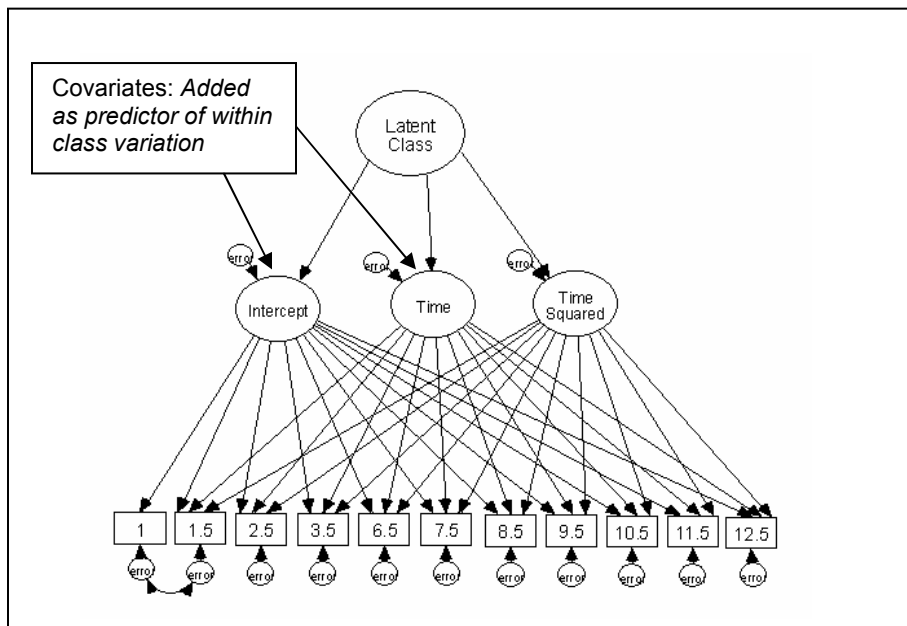 Covariates: Added
as predictor of within
class variation
Latent
Class
error
error
error
Intercept
Time
Time
Squared
1 1.5 2.5 3.5 6.5 7.5 8.5 9.5 10.5 11.5 12.5
error error error error error error error error error error error